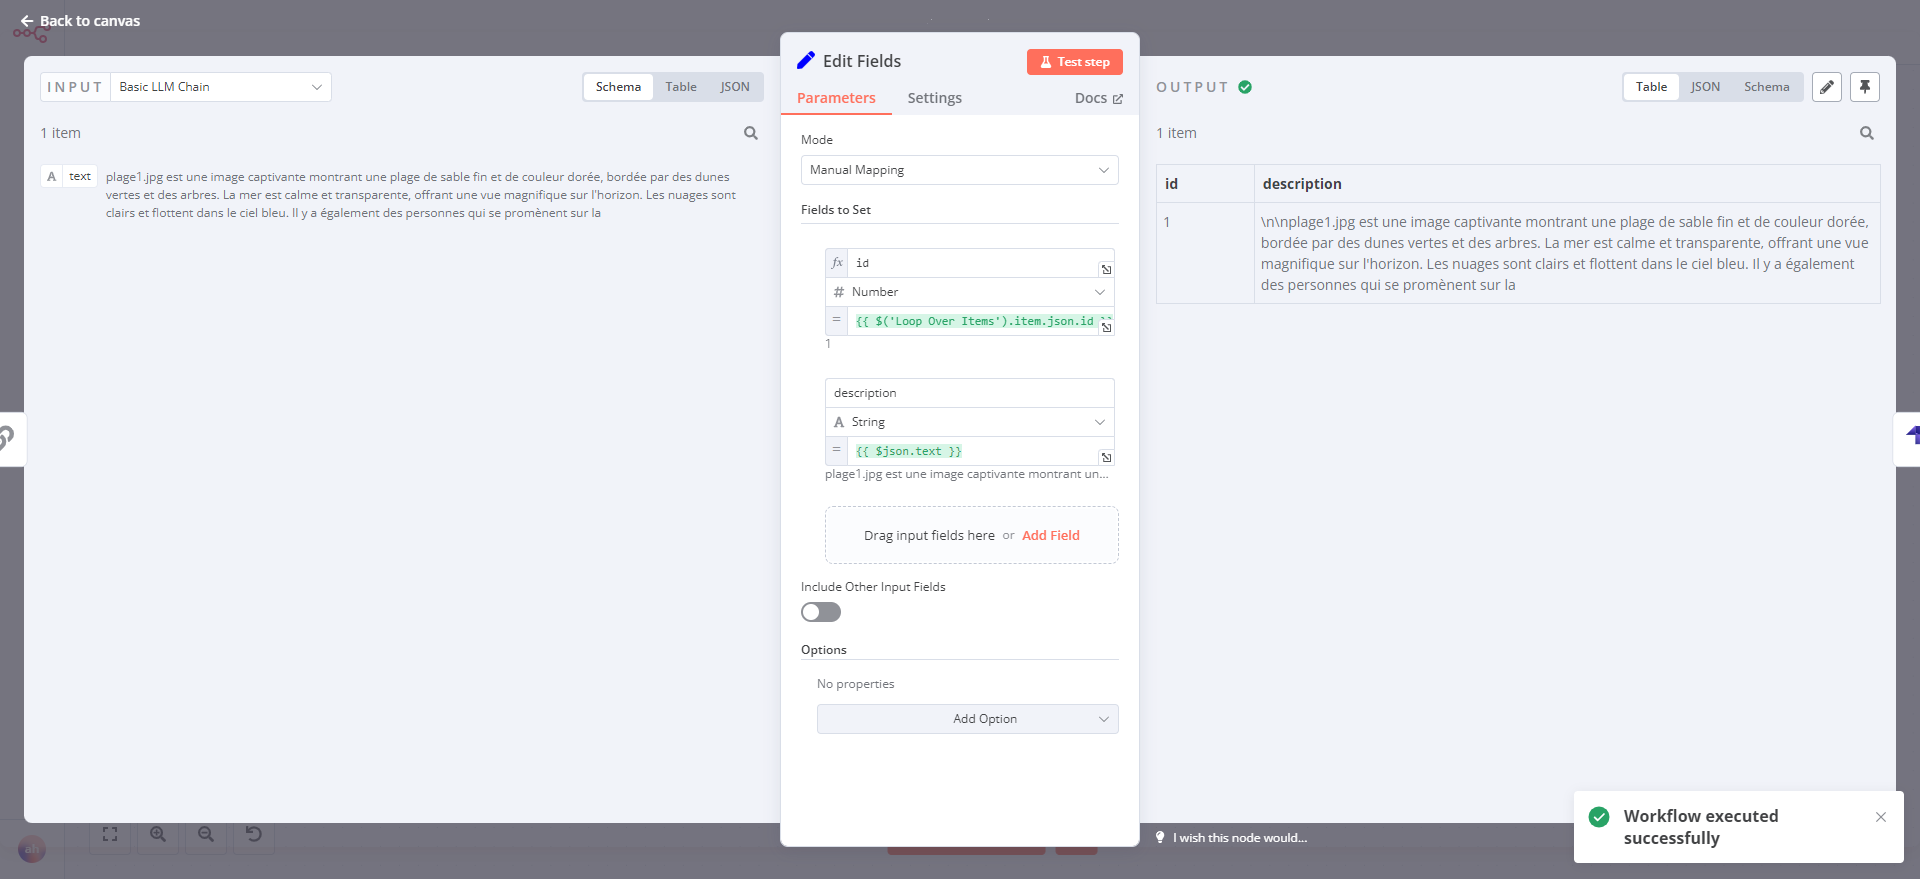 Back to canvas
INPUT Basic LLM Chain
Schema Table JSON
1 item
A text plage1.jpg est une image captivante montrant une plage de sable fin et de couleur dorée, bordée par des dunes
vertes et des arbres. La mer est calme et transparente, offrant une vue magnifique sur l'horizon. Les nuages sont
clairs et flottent dans le ciel bleu. Il y a également des personnes qui se promènent sur la
Edit Fields
Test step
Parameters Settings Docs
Mode
Manual Mapping
Fields to Set
fx id
# Number
= {{ $('Loop Over Items').item.json.id }}
1
description
A String
= {{ $json.text }}
plage1.jpg est une image captivante montrant un...
Drag input fields here or Add Field
Include Other Input Fields
Options
No properties
Add Option
OUTPUT
Table JSON Schema
1 item
id description
1 \n\nplage1.jpg est une image captivante montrant une plage de sable fin et de couleur dorée,
bordée par des dunes vertes et des arbres. La mer est calme et transparente, offrant une vue
magnifique sur l'horizon. Les nuages sont clairs et flottent dans le ciel bleu. Il y a également
des personnes qui se promènent sur la
I wish this node would...
Workflow executed
successfully
ah